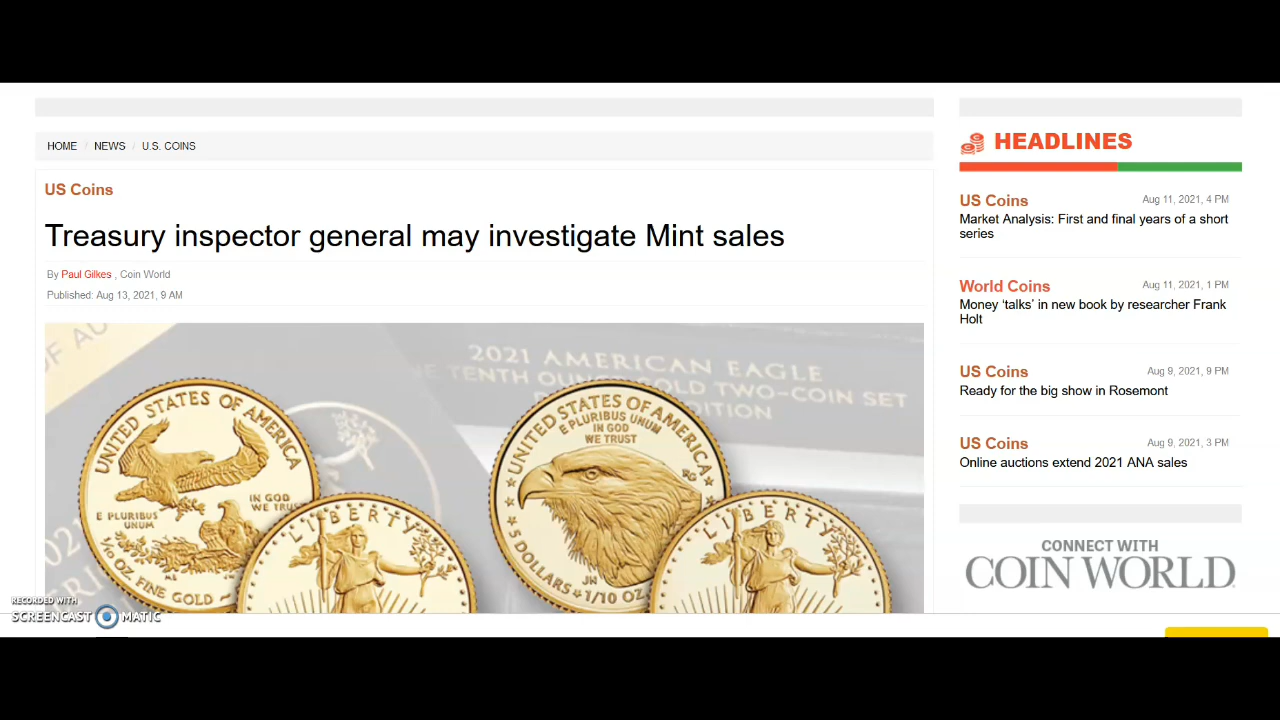 HOME / NEWS / U.S. COINS
US Coins
Treasury inspector general may investigate Mint sales
By Paul Gilkes , Coin World
Published: Aug 13, 2021, 9 AM
OF AU
2021 AMERICAN EAGLE
TENTH OUNCE GOLD TWO-COIN SET
EDITION
UNITED STATES OF AMERICA
IN GOD
WE TRUST
E PLURIBUS
UNUM
1/10 OZ. FINE GOLD ~
LIBERTY
UNITED STATES OF AMERICA
E PLURIBUS UNUM
IN GOD
WE TRUST
JN
5 DOLLARS ★ 1/10 OZ.
LIBERTY
HEADLINES
US Coins Aug 11, 2021, 4 PM
Market Analysis: First and final years of a short
series
World Coins Aug 11, 2021, 1 PM
Money ‘talks’ in new book by researcher Frank
Holt
US Coins Aug 9, 2021, 9 PM
Ready for the big show in Rosemont
US Coins Aug 9, 2021, 3 PM
Online auctions extend 2021 ANA sales
CONNECT WITH
COIN WORLD
RECORDED WITH
SCREENCAST MATIC